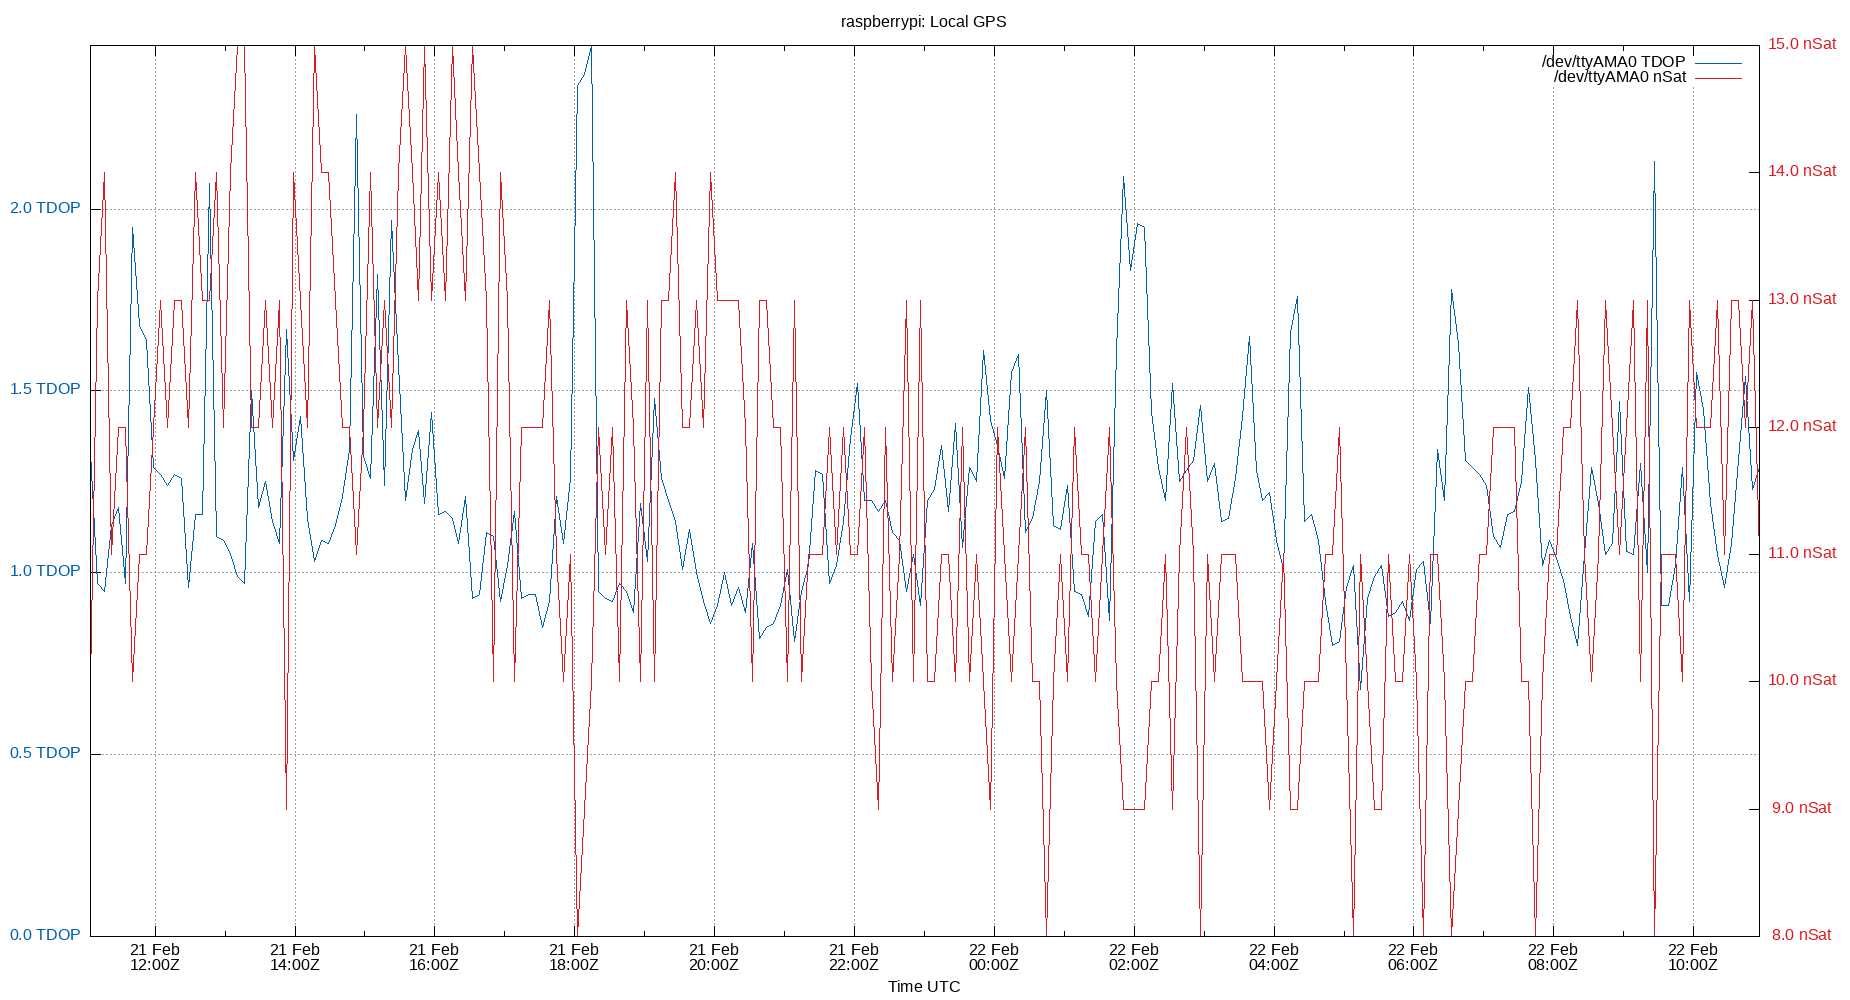 raspberrypi: Local GPS
/dev/ttyAMA0 TDOP
/dev/ttyAMA0 nSat
2.0 TDOP
1.5 TDOP
1.0 TDOP
0.5 TDOP
0.0 TDOP
15.0 nSat
14.0 nSat
13.0 nSat
12.0 nSat
11.0 nSat
10.0 nSat
9.0 nSat
8.0 nSat
21 Feb
12:00Z
21 Feb
14:00Z
21 Feb
16:00Z
21 Feb
18:00Z
21 Feb
20:00Z
21 Feb
22:00Z
22 Feb
00:00Z
22 Feb
02:00Z
22 Feb
04:00Z
22 Feb
06:00Z
22 Feb
08:00Z
22 Feb
10:00Z
Time UTC